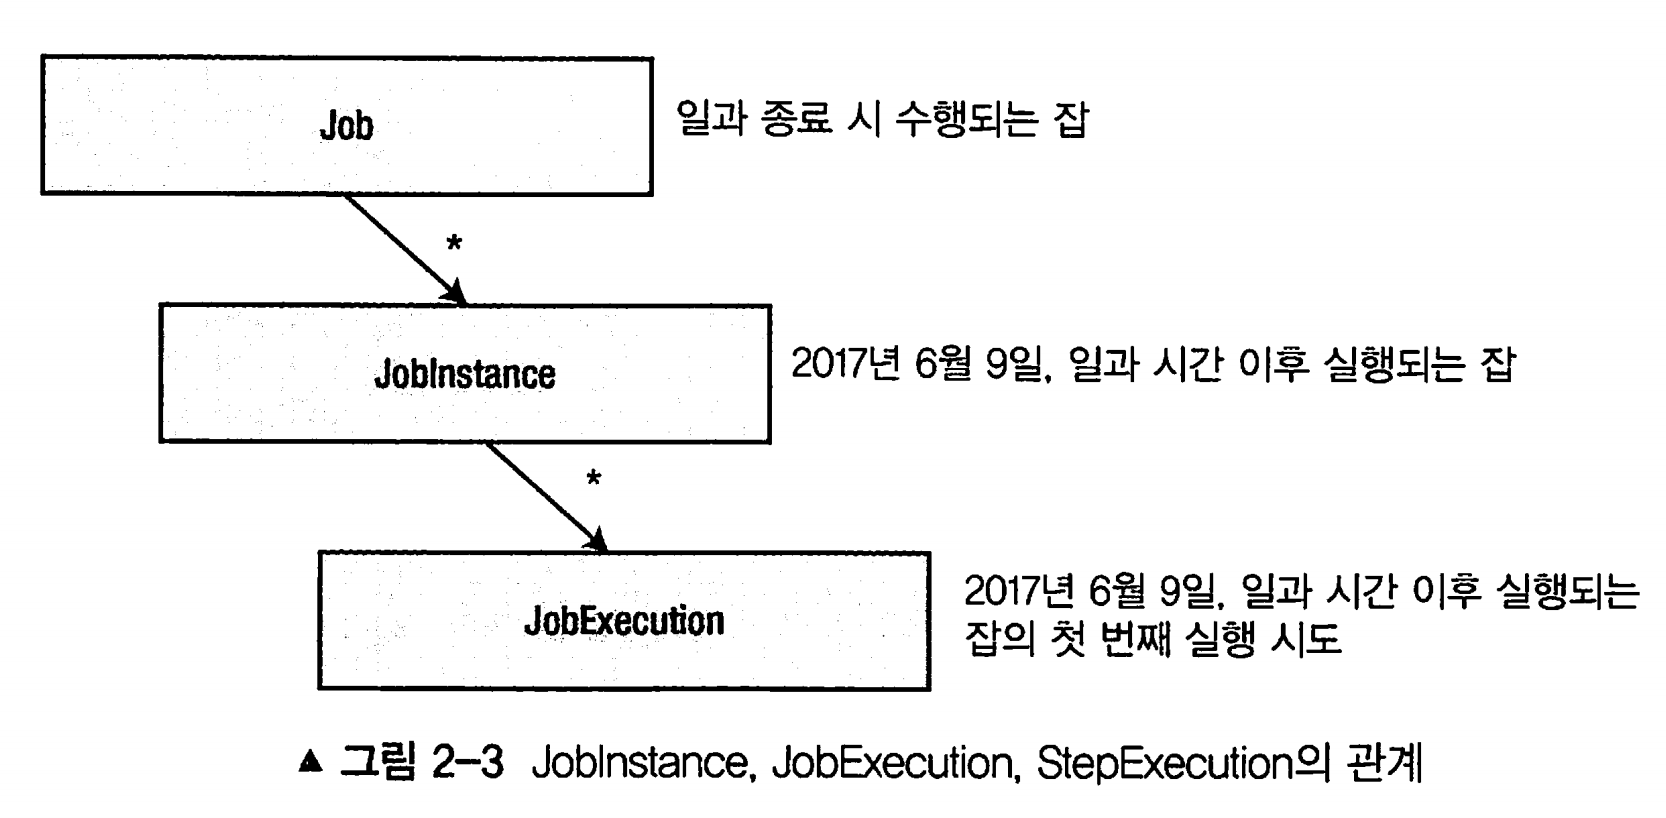 Job
일과 종료 시 수행되는 잡
*
JobInstance
2017년 6월 9일, 일과 시간 이후 실행되는 잡
*
JobExecution
2017년 6월 9일, 일과 시간 이후 실행되는
잡의 첫 번째 실행 시도
▲ 그림 2-3 JobInstance, JobExecution, StepExecution의 관계